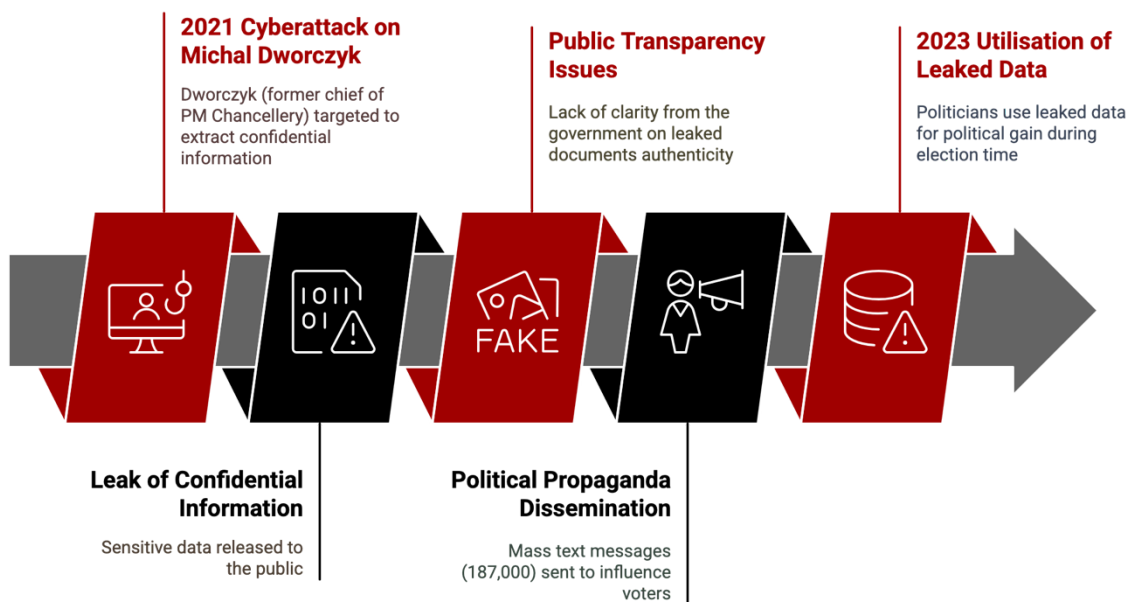 2021 Cyberattack on
Michal Dworczyk
Dworczyk (former chief of
PM Chancellery) targeted to
extract confidential
information
Public Transparency
Issues
Lack of clarity from the
government on leaked
documents authenticity
2023 Utilisation of
Leaked Data
Politicians use leaked data
for political gain during
election time
1011
01
FAKE
Leak of Confidential
Information
Sensitive data released to
the public
Political Propaganda
Dissemination
Mass text messages
(187,000) sent to influence
voters